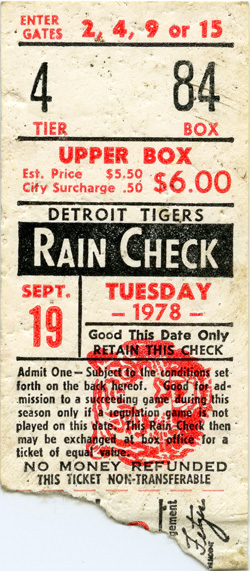 ENTER GATES 2, 4, 9 or 15
4 84
TIER BOX
UPPER BOX
Est. Price $5.50
City Surcharge .50 $6.00
DETROIT TIGERS
RAIN CHECK
SEPT. 19
TUESDAY
—1978—
Good This Date Only
RETAIN THIS CHECK
Admit One—Subject to the conditions set
forth on the back hereof. Good for ad-
mission to a succeeding game during this
season only if a regulation game is not
played on this date. This Rain Check then
may be exchanged at box office for a
ticket of equal value.
NO MONEY REFUNDED
THIS TICKET NON-TRANSFERABLE